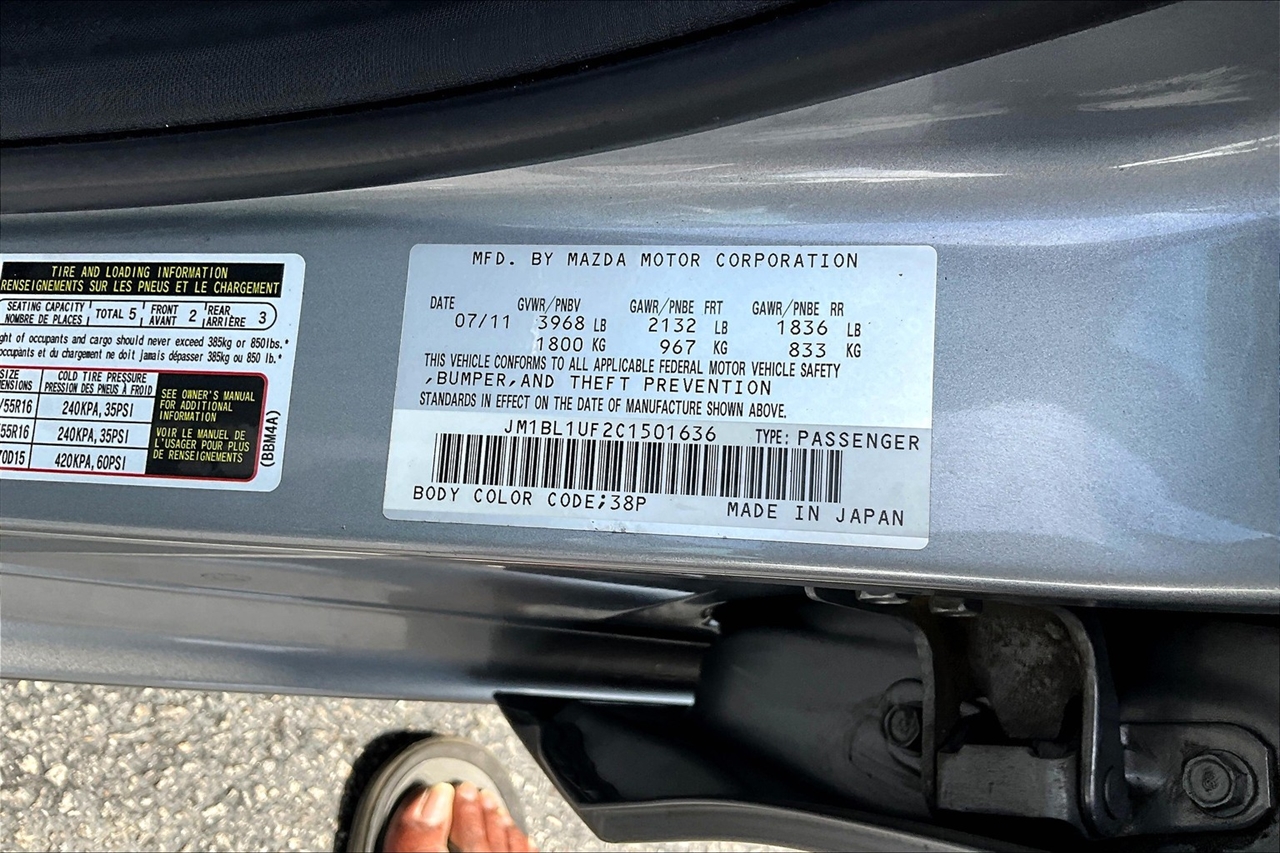 TIRE AND LOADING INFORMATION
RENSEIGNEMENTS SUR LES PNEUS ET LE CHARGEMENT
SEATING CAPACITY
NOMBRE DE PLACES
TOTAL 5
FRONT
AVANT 2
REAR
ARRIÈRE 3
of occupants and cargo should never exceed 385kg or 850lbs.*
occupants et du chargement ne doit jamais dépasser 385kg ou 850 lb.*
SIZE
COLD TIRE PRESSURE
PRESSION DES PNEUS À FROID
/55R16 240KPA, 35PSI
55R16 240KPA, 35PSI
70D15 420KPA, 60PSI
SEE OWNER'S MANUAL
FOR ADDITIONAL
INFORMATION
VOIR LE MANUEL DE
L'USAGER POUR PLUS
DE RENSEIGNEMENTS
(BBM4A)
MFD. BY MAZDA MOTOR CORPORATION
DATE GVWR/PNBV GAWR/PNBE FRT GAWR/PNBE RR
07/11 3968 LB 2132 LB 1836 LB
1800 KG 967 KG 833 KG
THIS VEHICLE CONFORMS TO ALL APPLICABLE FEDERAL MOTOR VEHICLE SAFETY
,BUMPER,AND THEFT PREVENTION
STANDARDS IN EFFECT ON THE DATE OF MANUFACTURE SHOWN ABOVE.
JM1BL1UF2C1501636 TYPE: PASSENGER
BODY COLOR CODE;38P MADE IN JAPAN